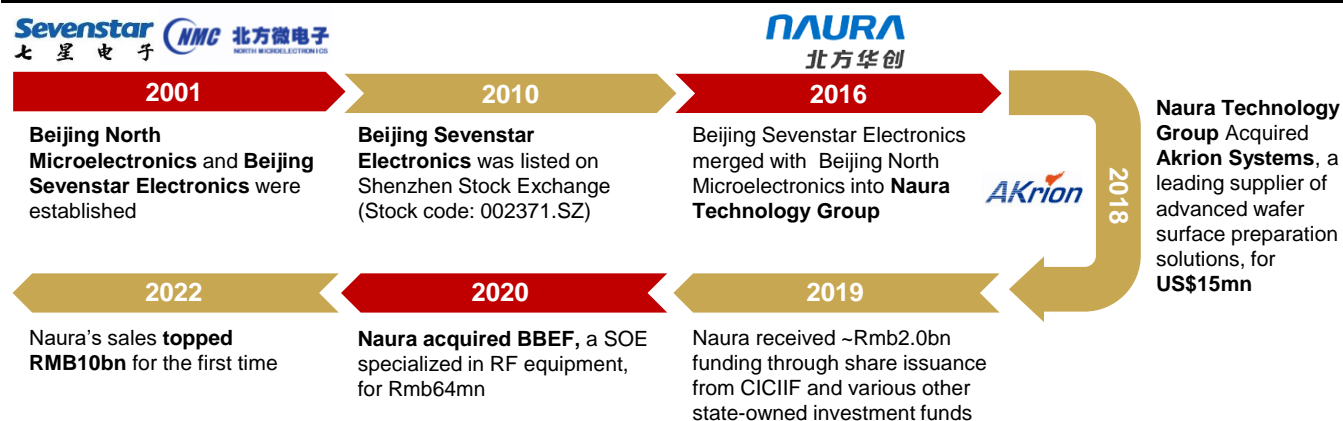 Sevenstar
七星电子
NMC 北方微电子
NORTH MICROELECTRONICS
NAURA
北方华创
2001
2010
2016
Beijing North
Microelectronics and Beijing
Sevenstar Electronics were
established
Beijing Sevenstar
Electronics was listed on
Shenzhen Stock Exchange
(Stock code: 002371.SZ)
Beijing Sevenstar Electronics
merged with Beijing North
Microelectronics into Naura
Technology Group
AKrion
2018
Naura Technology
Group Acquired
Akrion Systems, a
leading supplier of
advanced wafer
surface preparation
solutions, for
US$15mn
2022
2020
2019
Naura’s sales topped
RMB10bn for the first time
Naura acquired BBEF, a SOE
specialized in RF equipment,
for Rmb64mn
Naura received ~Rmb2.0bn
funding through share issuance
from CICIIF and various other
state-owned investment funds